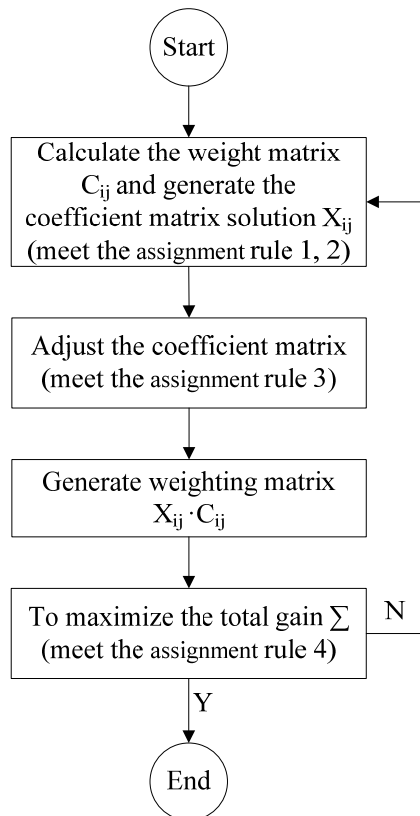 Start
Calculate the weight matrix
Cij and generate the
coefficient matrix solution Xij
(meet the assignment rule 1, 2)
Adjust the coefficient matrix
(meet the assignment rule 3)
Generate weighting matrix
Xij · Cij
To maximize the total gain ∑
(meet the assignment rule 4)
N
Y
End